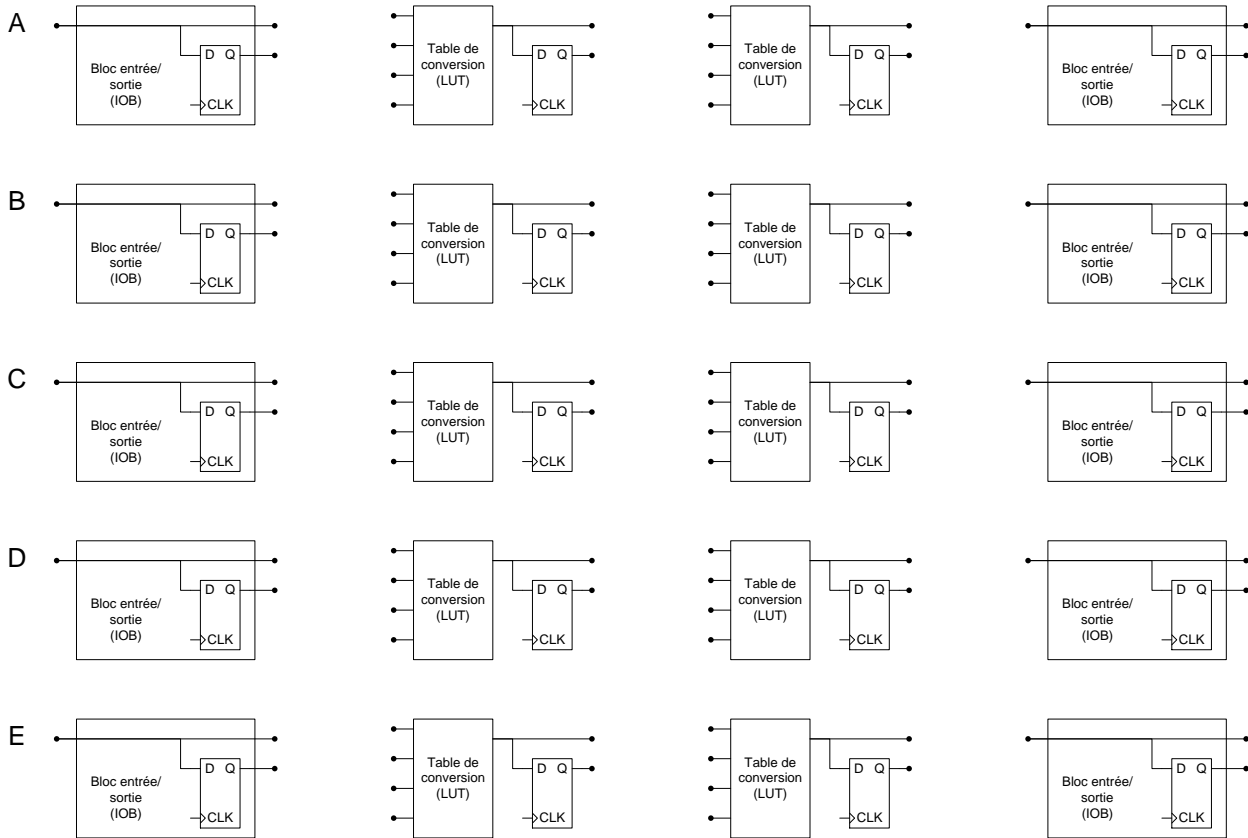 A
Bloc entrée/
sortie
(IOB)
D Q
CLK
Table de
conversion
(LUT)
D Q
CLK
Table de
conversion
(LUT)
D Q
CLK
Bloc entrée/
sortie
(IOB)
D Q
CLK
B
Bloc entrée/
sortie
(IOB)
D Q
CLK
Table de
conversion
(LUT)
D Q
CLK
Table de
conversion
(LUT)
D Q
CLK
Bloc entrée/
sortie
(IOB)
D Q
CLK
C
Bloc entrée/
sortie
(IOB)
D Q
CLK
Table de
conversion
(LUT)
D Q
CLK
Table de
conversion
(LUT)
D Q
CLK
Bloc entrée/
sortie
(IOB)
D Q
CLK
D
Bloc entrée/
sortie
(IOB)
D Q
CLK
Table de
conversion
(LUT)
D Q
CLK
Table de
conversion
(LUT)
D Q
CLK
Bloc entrée/
sortie
(IOB)
D Q
CLK
E
Bloc entrée/
sortie
(IOB)
D Q
CLK
Table de
conversion
(LUT)
D Q
CLK
Table de
conversion
(LUT)
D Q
CLK
Bloc entrée/
sortie
(IOB)
D Q
CLK